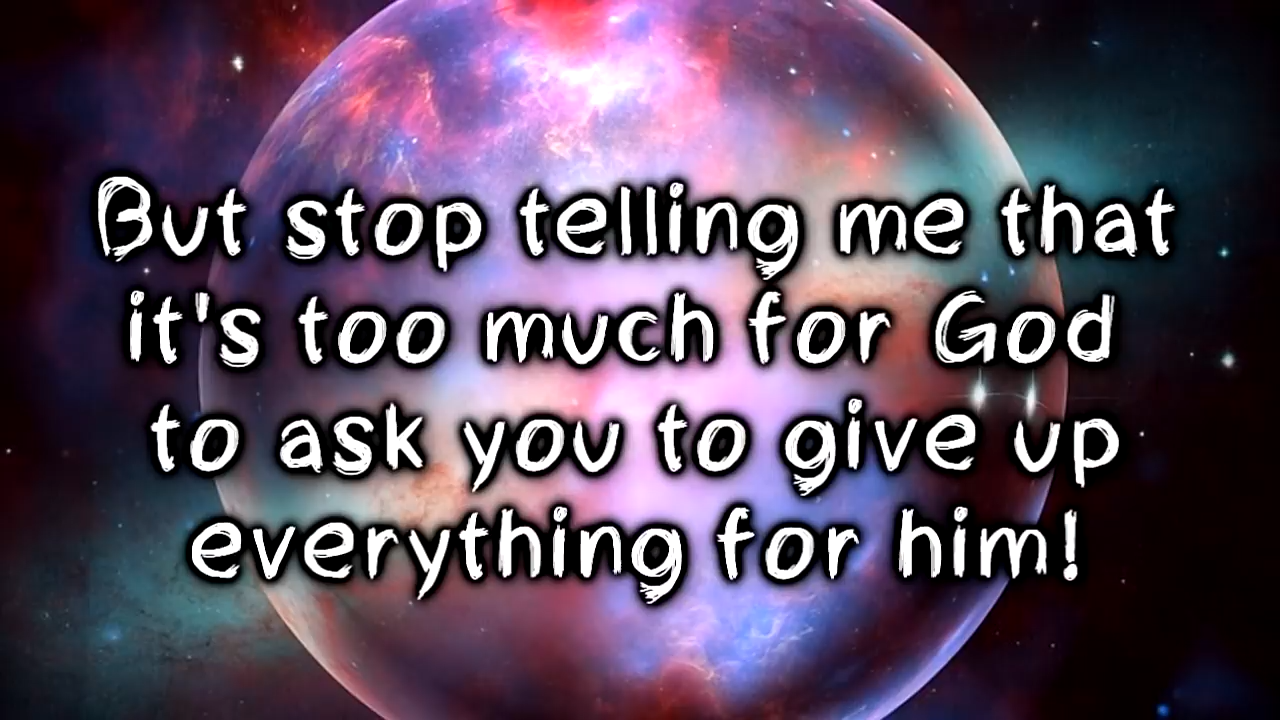 But stop telling me that
it's too much for God
to ask you to give up
everything for him!